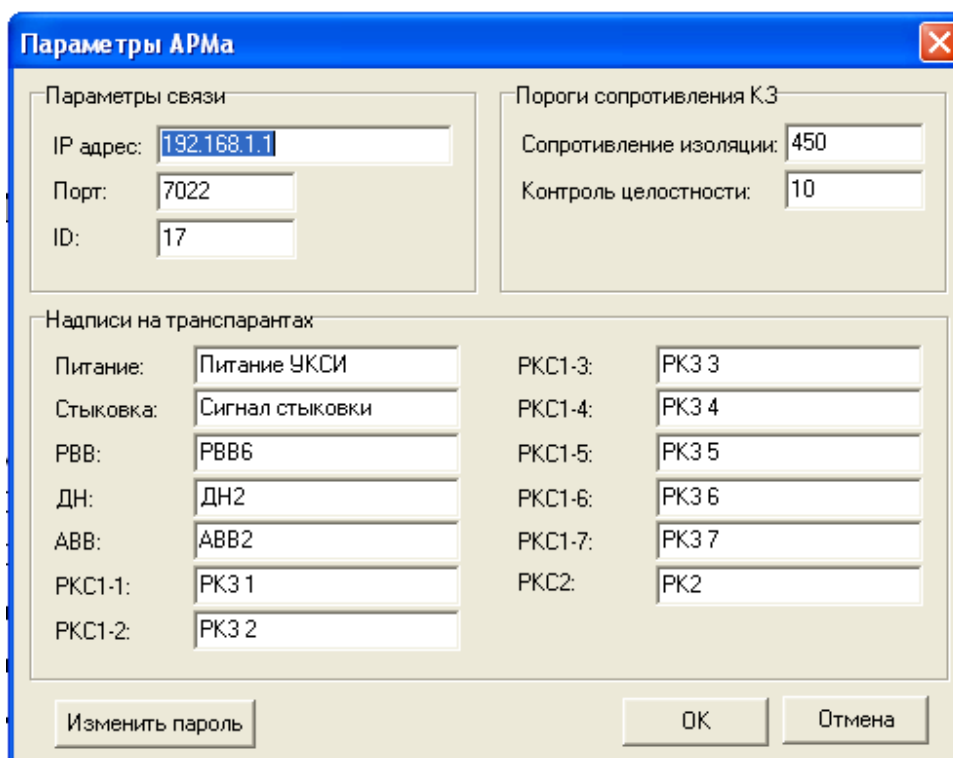 Параметры АРМа
Параметры связи
IP адрес: 192.168.1.1
Порт: 7022
ID: 17
Пороги сопротивления КЗ
Сопротивление изоляции: 450
Контроль целостности: 10
Надписи на транспарантах
Питание: Питание УКСИ
Стыковка: Сигнал стыковки
РВВ: РВВ6
ДН: ДН2
АВВ: АВВ2
РКС1-1: РКЗ 1
РКС1-2: РКЗ 2
РКС1-3: РКЗ 3
РКС1-4: РКЗ 4
РКС1-5: РКЗ 5
РКС1-6: РКЗ 6
РКС1-7: РКЗ 7
РКС2: РК2
Изменить пароль
OK
Отмена